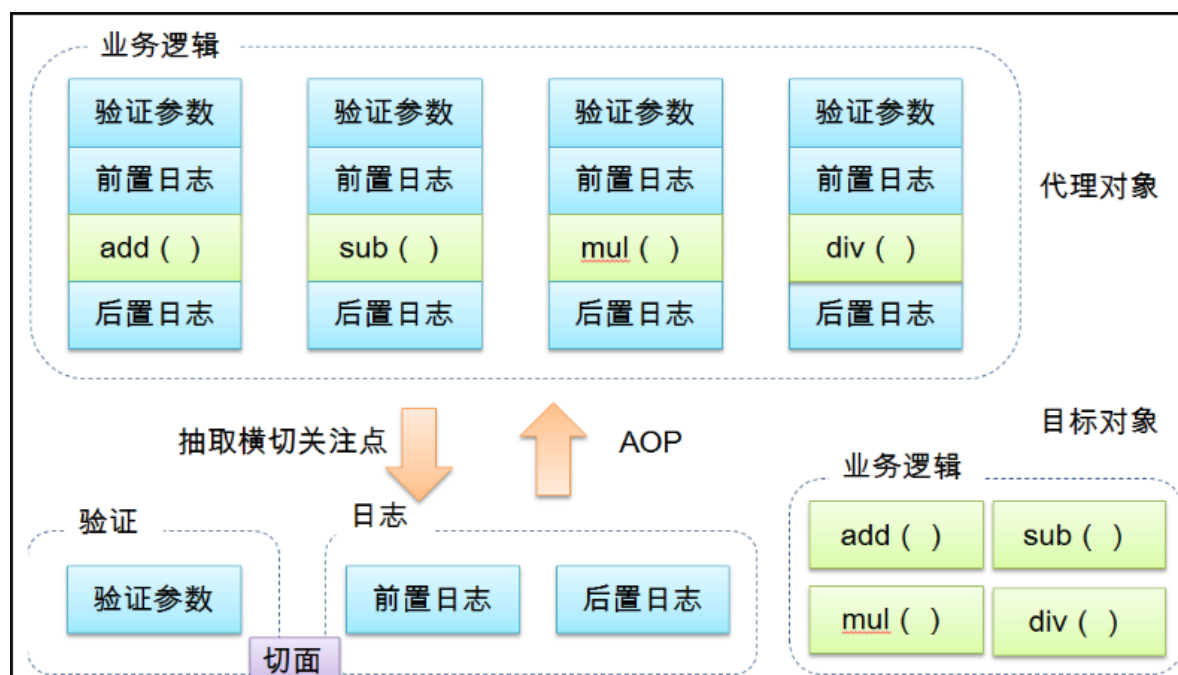 业务逻辑
验证参数 验证参数 验证参数 验证参数
前置日志 前置日志 前置日志 前置日志
add ( ) sub ( ) mul ( ) div ( )
后置日志 后置日志 后置日志 后置日志
代理对象
抽取横切关注点
AOP
目标对象
业务逻辑
add ( ) sub ( )
mul ( ) div ( )
验证
验证参数
日志
前置日志 后置日志
切面